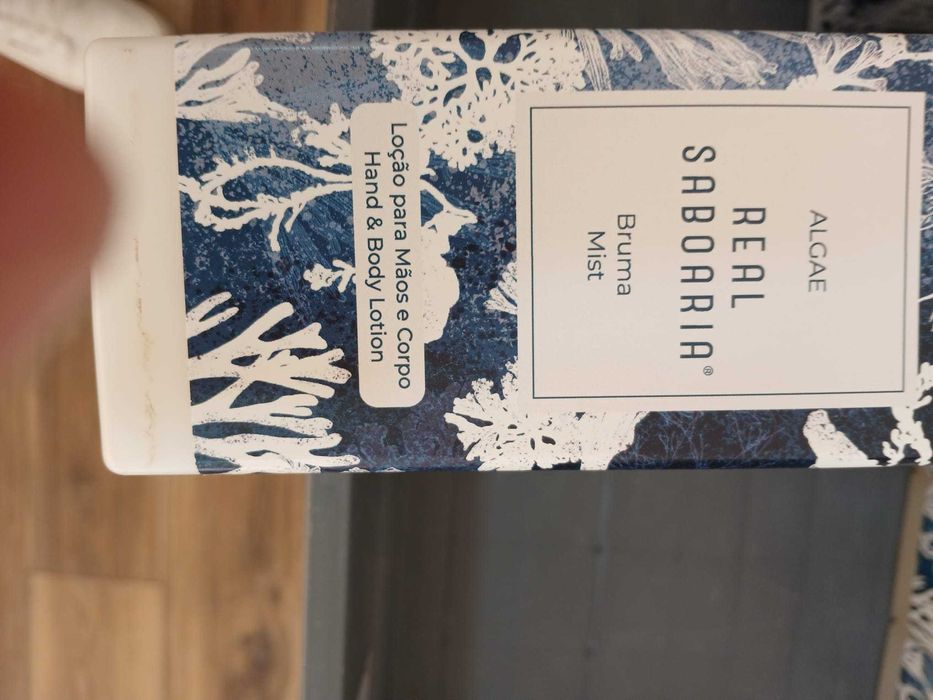 ALGAE
REAL
SABOARIA®
Bruma
Mist
Loção para Mãos e Corpo
Hand & Body Lotion